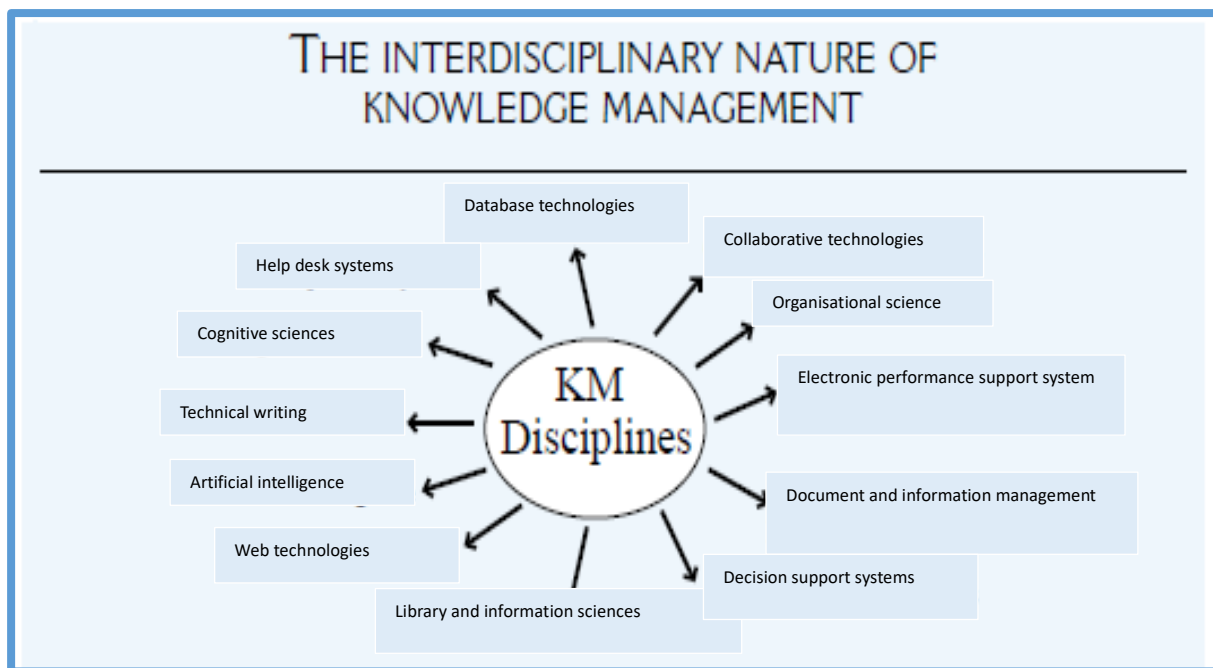 THE INTERDISCIPLINARY NATURE OF
KNOWLEDGE MANAGEMENT
Database technologies
Collaborative technologies
Help desk systems
Organisational science
Cognitive sciences
Electronic performance support system
KM
Disciplines
Technical writing
Artificial intelligence
Document and information management
Web technologies
Decision support systems
Library and information sciences